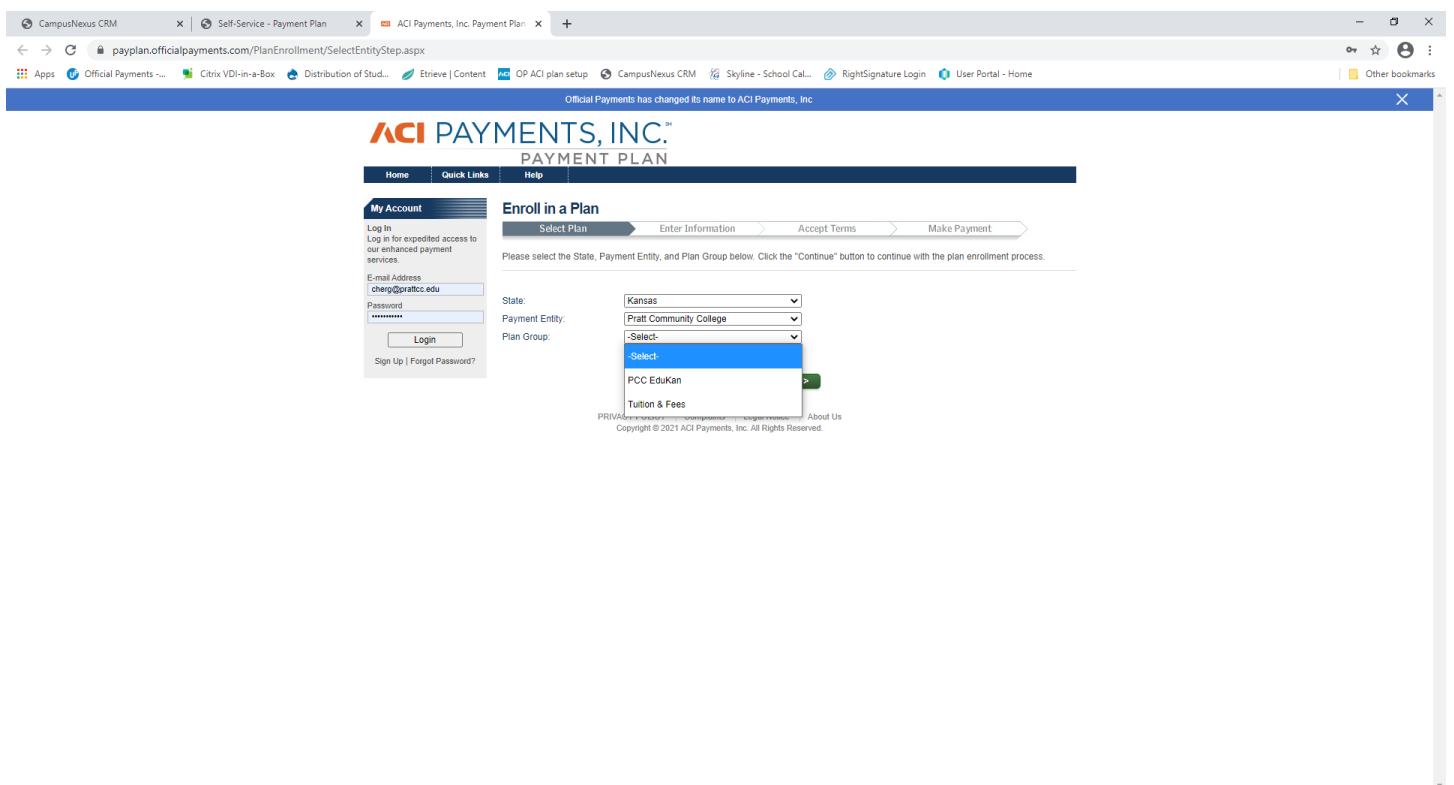 CampusNexus CRM
Self-Service - Payment Plan
ACI Payments, Inc. Payment Plan
payplan.officialpayments.com/PlanEnrollment/SelectEntityStep.aspx
Apps Official Payments -... Citrix VDI-in-a-Box Distribution of Stud... Etrieve | Content ACI OP ACI plan setup CampusNexus CRM Skyline - School Cal... RightSignature Login User Portal - Home Other bookmarks
Official Payments has changed its name to ACI Payments, Inc
ACI PAYMENTS, INC.℠
PAYMENT PLAN
Home Quick Links Help
My Account
Log In
Log in for expedited access to
our enhanced payment
services.
E-mail Address
cherg@prattcc.edu
Password
•••••••••••
Login
Sign Up | Forgot Password?
Enroll in a Plan
Select Plan Enter Information Accept Terms Make Payment
Please select the State, Payment Entity, and Plan Group below. Click the "Continue" button to continue with the plan enrollment process.
State: Kansas
Payment Entity: Pratt Community College
Plan Group: -Select-
-Select-
PCC EduKan
Tuition & Fees
>
About Us
Copyright © 2021 ACI Payments, Inc. All Rights Reserved.